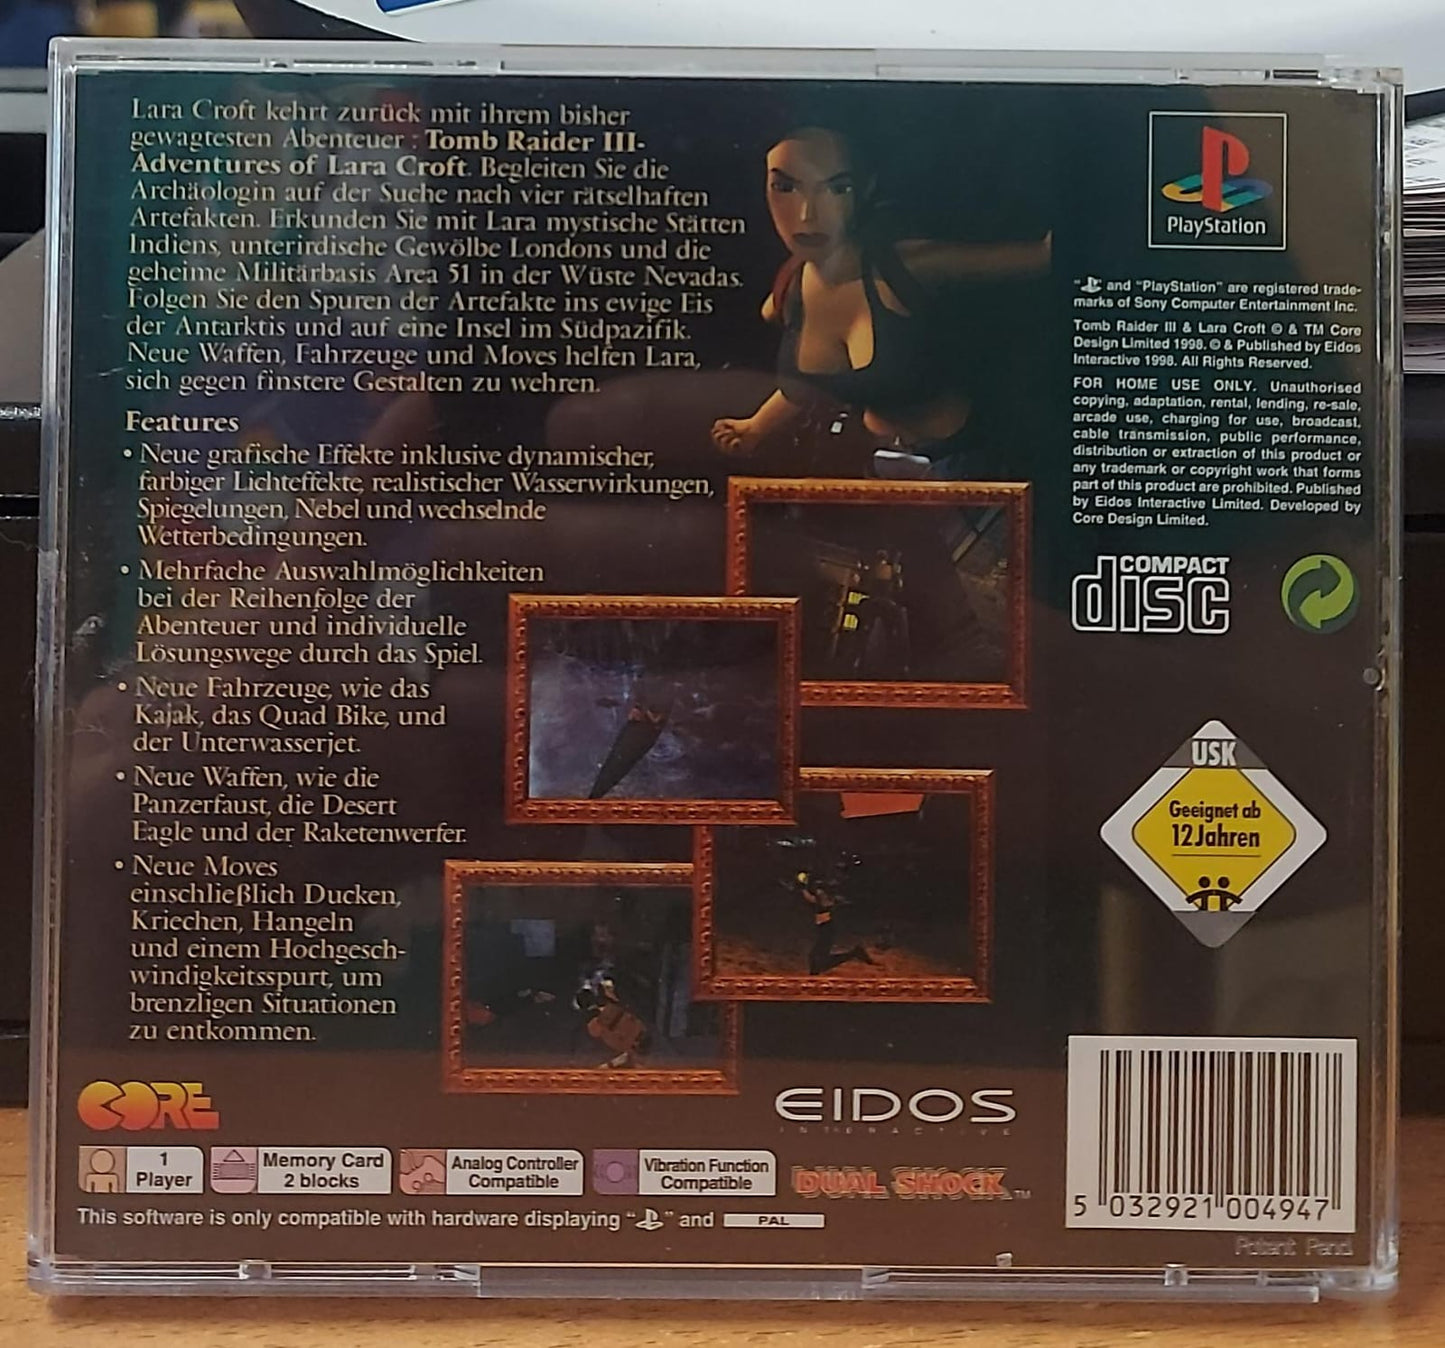 Lara Croft kehrt zurück mit ihrem bisher
gewagtesten Abenteuer : Tomb Raider III-
Adventures of Lara Croft. Begleiten Sie die
Archäologin auf der Suche nach vier rätselhaften
Artefakten. Erkunden Sie mit Lara mystische Stätten
Indiens, unterirdische Gewölbe Londons und die
geheime Militärbasis Area 51 in der Wüste Nevadas.
Folgen Sie den Spuren der Artefakte ins ewige Eis
der Antarktis und auf eine Insel im Südpazifik.
Neue Waffen, Fahrzeuge und Moves helfen Lara,
sich gegen finstere Gestalten zu wehren.
Features
• Neue grafische Effekte inklusive dynamischer,
farbiger Lichteffekte, realistischer Wasserwirkungen,
Spiegelungen, Nebel und wechselnde
Wetterbedingungen.
• Mehrfache Auswahlmöglichkeiten
bei der Reihenfolge der
Abenteuer und individuelle
Lösungswege durch das Spiel.
• Neue Fahrzeuge, wie das
Kajak, das Quad Bike, und
der Unterwasserjet.
• Neue Waffen, wie die
Panzerfaust, die Desert
Eagle und der Raketenwerfer.
• Neue Moves
einschließlich Ducken,
Kriechen, Hangeln
und einem Hochgesch-
windigkeitsspurt, um
brenzligen Situationen
zu entkommen.
PlayStation
"PS" and "PlayStation" are registered trade-
marks of Sony Computer Entertainment Inc.
Tomb Raider III & Lara Croft © & TM Core
Design Limited 1998. © & Published by Eidos
Interactive 1998. All Rights Reserved.
FOR HOME USE ONLY. Unauthorised
copying, adaptation, rental, lending, re-sale,
arcade use, charging for use, broadcast,
cable transmission, public performance,
distribution or extraction of this product or
any trademark or copyright work that forms
part of this product are prohibited. Published
by Eidos Interactive Limited. Developed by
Core Design Limited.
COMPACT
disc
USK
Geeignet ab
12 Jahren
CORE
EIDOS
INTERACTIVE
1
Player
Memory Card
2 blocks
Analog Controller
Compatible
Vibration Function
Compatible
DUAL SHOCK™
This software is only compatible with hardware displaying "PS" and PAL
5 032921 004947
Patent Pend